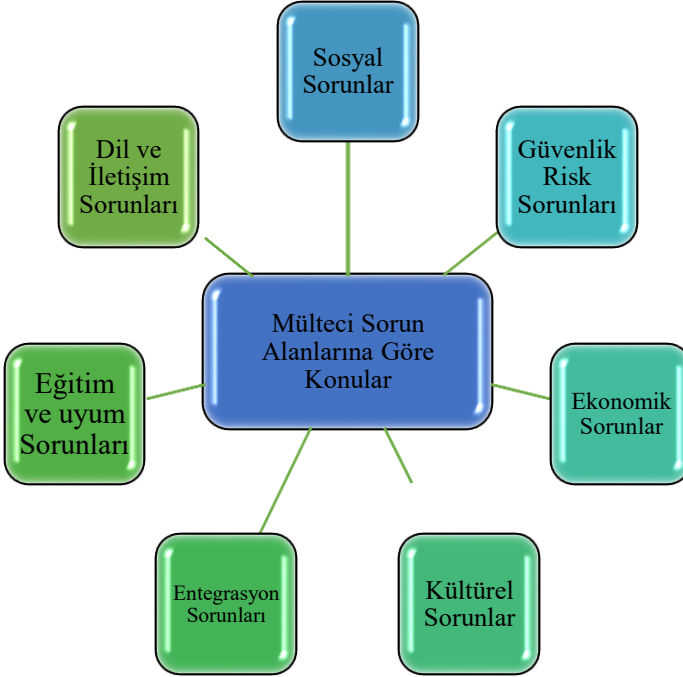 Sosyal
Sorunlar
Güvenlik
Risk
Sorunları
Ekonomik
Sorunlar
Kültürel
Sorunlar
Entegrasyon
Sorunları
Eğitim
ve uyum
Sorunları
Dil ve
İletişim
Sorunları
Mülteci Sorun
Alanlarına Göre
Konular